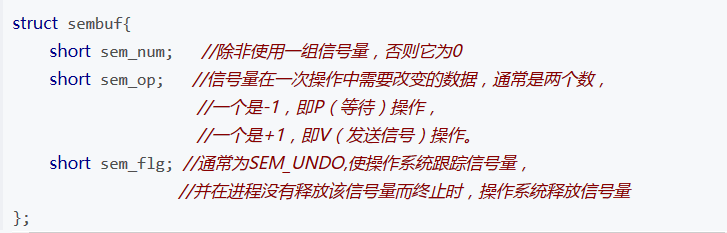 struct sembuf{
short sem_num; //除非使用一组信号量，否则它为0
short sem_op; //信号量在一次操作中需要改变的数据，通常是两个数，
//一个是-1，即P（等待）操作，
//一个是+1，即V（发送信号）操作。
short sem_flg; //通常为SEM_UNDO,使操作系统跟踪信号量，
//并在进程没有释放该信号量而终止时，操作系统释放信号量
};